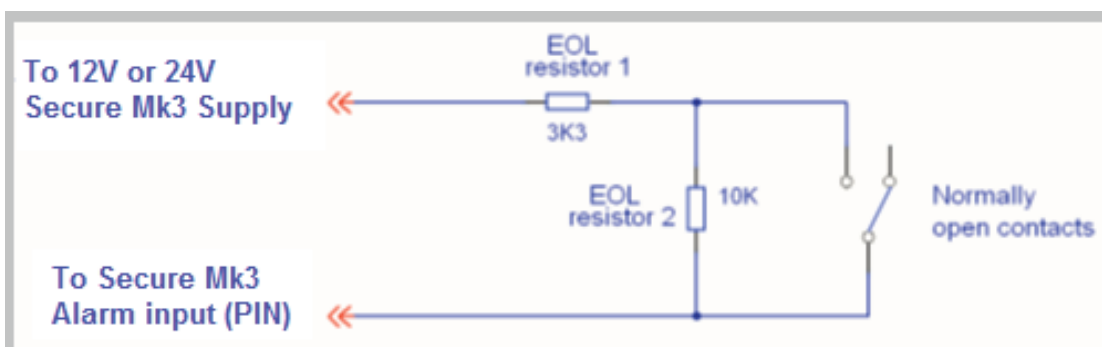 To 12V or 24V
Secure Mk3 Supply
EOL
resistor 1
3K3
EOL
resistor 2
10K
Normally
open contacts
To Secure Mk3
Alarm input (PIN)